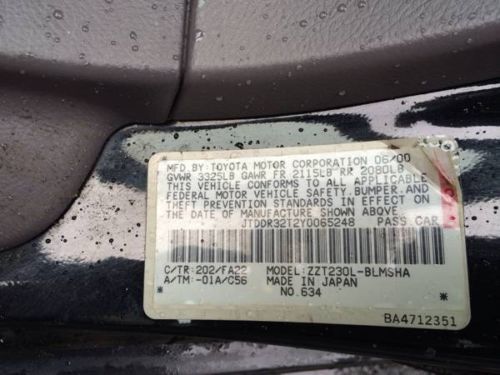 MFD. BY: TOYOTA MOTOR CORPORATION 06/00
GVWR 3325LB GAWR FR 2115LB RR 2080LB
THIS VEHICLE CONFORMS TO ALL APPLICABLE
FEDERAL MOTOR VEHICLE SAFETY, BUMPER, AND
THEFT PREVENTION STANDARDS IN EFFECT ON
THE DATE OF MANUFACTURE SHOWN ABOVE.
JTDDR32T2Y0065248 PASS CAR
C/TR: 202/FA22 MODEL: ZZT230L-BLMSHA
A/TM: -01A/C56 MADE IN JAPAN
NO. 634
BA4712351